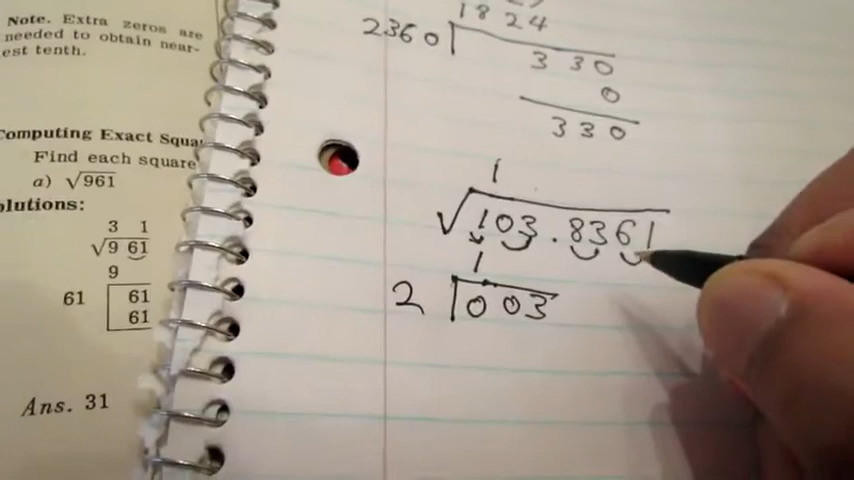 Note. Extra zeros are
needed to obtain near-
est tenth.
Computing Exact Squa
Find each square
a) √961
olutions:
3 1
√9 61
9
61 61
61
Ans. 31
1824
2360 330
0
330
1
√103.8361
1
2 003